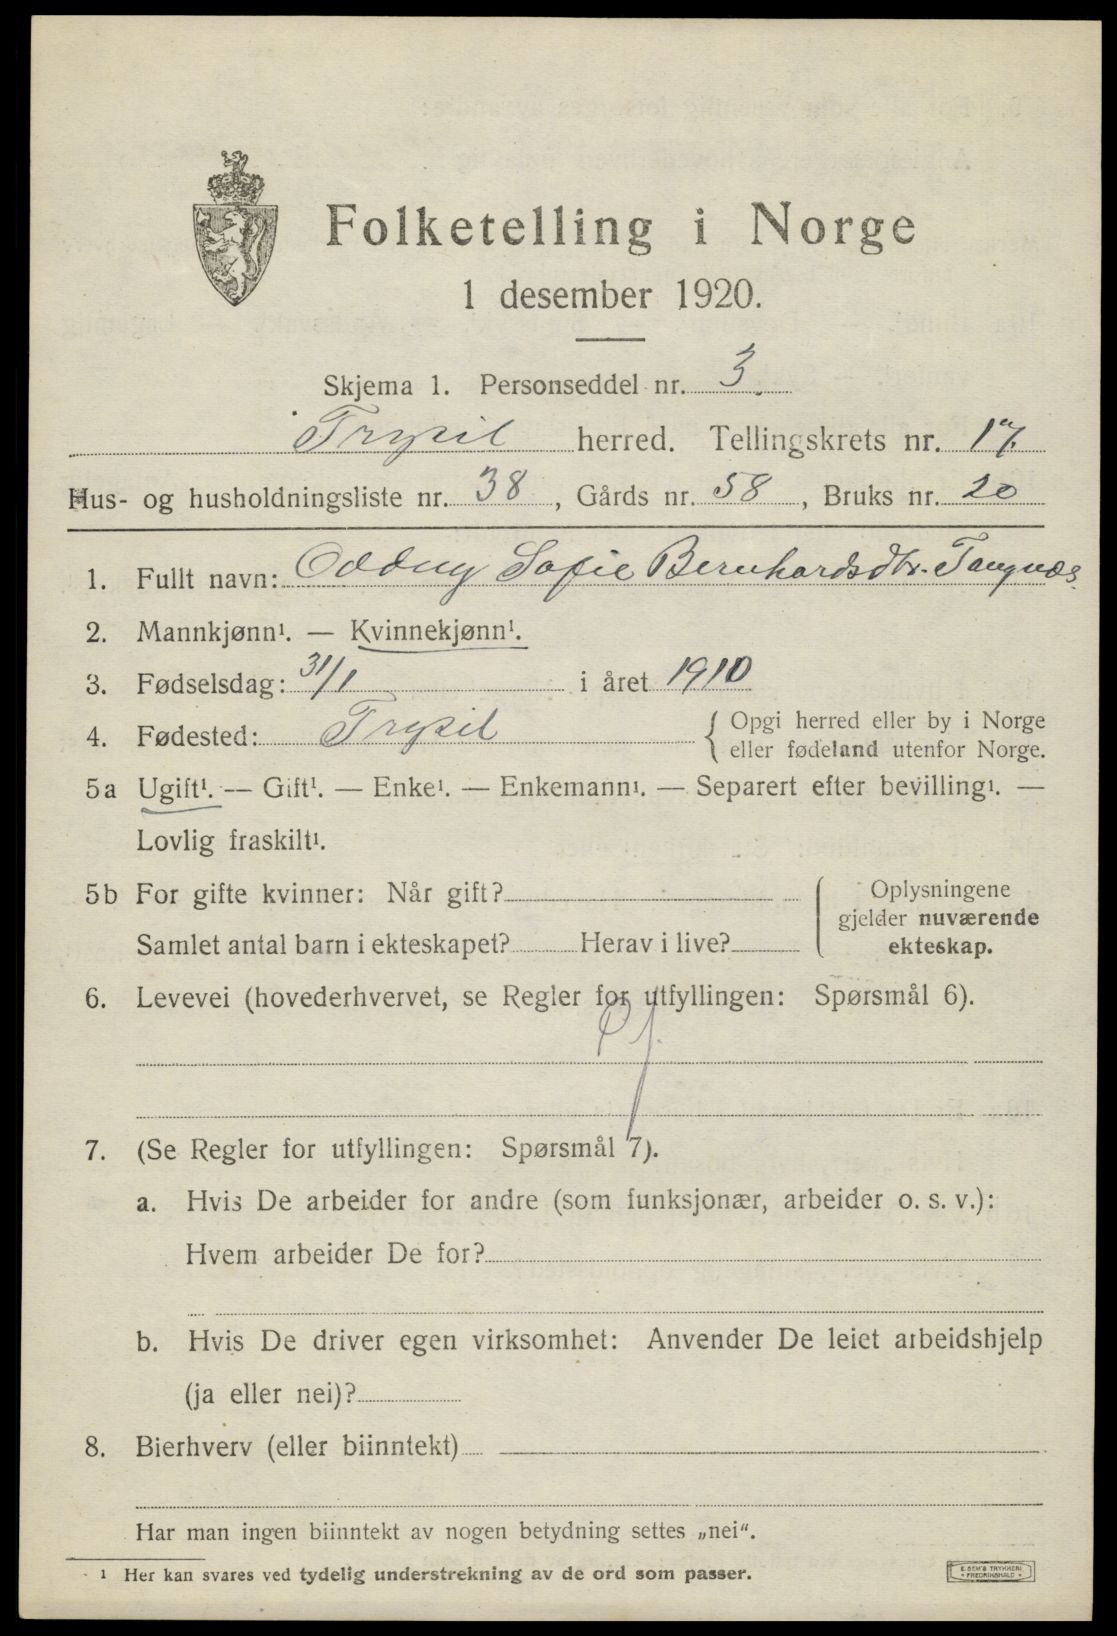 Folketelling i Norge
1 desember 1920.
Skjema 1. Personseddel nr. 3.
Trysil herred. Tellingskrets nr. 17.
Hus- og husholdningsliste nr. 38, Gårds nr. 58, Bruks nr. 20
1. Fullt navn: Oddny Sofie Bernhardsdtr. Tangnæs.
2. Mannkjønn¹. — Kvinnekjønn¹.
3. Fødselsdag: 31/1 i året 1910
4. Fødested: Trysil { Opgi herred eller by i Norge
eller fødeland utenfor Norge.
5a Ugift¹. — Gift¹. — Enke¹. — Enkemann¹. — Separert efter bevilling¹. —
Lovlig fraskilt¹.
5b For gifte kvinner: Når gift? ( Oplysningene
gjelder nuværende
Samlet antal barn i ekteskapet? Herav i live? ekteskap.
6. Levevei (hovederhvervet, se Regler for utfyllingen: Spørsmål 6).
7. (Se Regler for utfyllingen: Spørsmål 7).
a. Hvis De arbeider for andre (som funksjonær, arbeider o. s. v.):
Hvem arbeider De for?
b. Hvis De driver egen virksomhet: Anvender De leiet arbeidshjelp
(ja eller nei)?
8. Bierhverv (eller biinntekt)
Har man ingen biinntekt av nogen betydning settes „nei“.
¹ Her kan svares ved tydelig understrekning av de ord som passer.
E. SEM'S TRYKKERI
• FREDRIKSHALD •